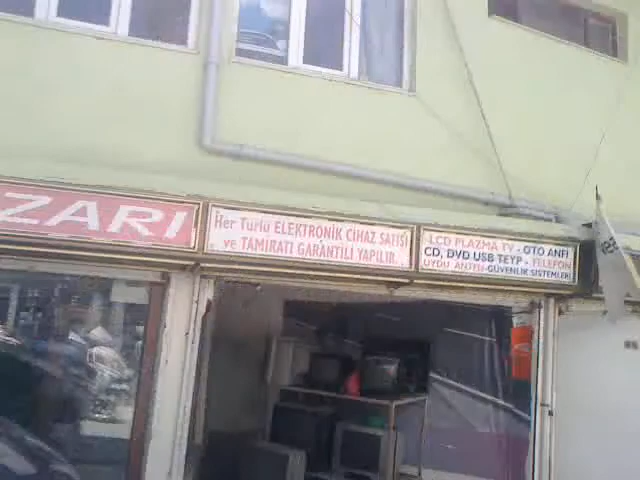 ZARI
Her Türlü ELEKTRONİK CİHAZ SATIŞI
ve TAMİRATI GARANTİLİ YAPILIR.
LCD PLAZMA TV - OTO ANFİ
CD, DVD USB TEYP - TELEFON
UYDU ANTEN-GÜVENLİK SİSTEMLERİ